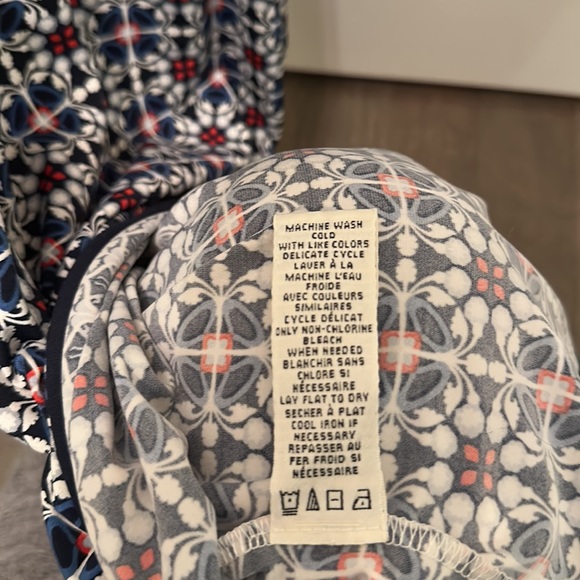 MACHINE WASH
COLD
WITH LIKE COLORS
DELICATE CYCLE
LAVER À LA
MACHINE L'EAU
FROIDE
AVEC COULEURS
SIMILAIRES
CYCLE DÉLICAT
ONLY NON-CHLORINE
BLEACH
WHEN NEEDED
BLANCHIR SANS
CHLORE SI
NÉCESSAIRE
LAY FLAT TO DRY
SECHER À PLAT
COOL IRON IF
NECESSARY
REPASSER AU
FER FROID SI
NÉCESSAIRE